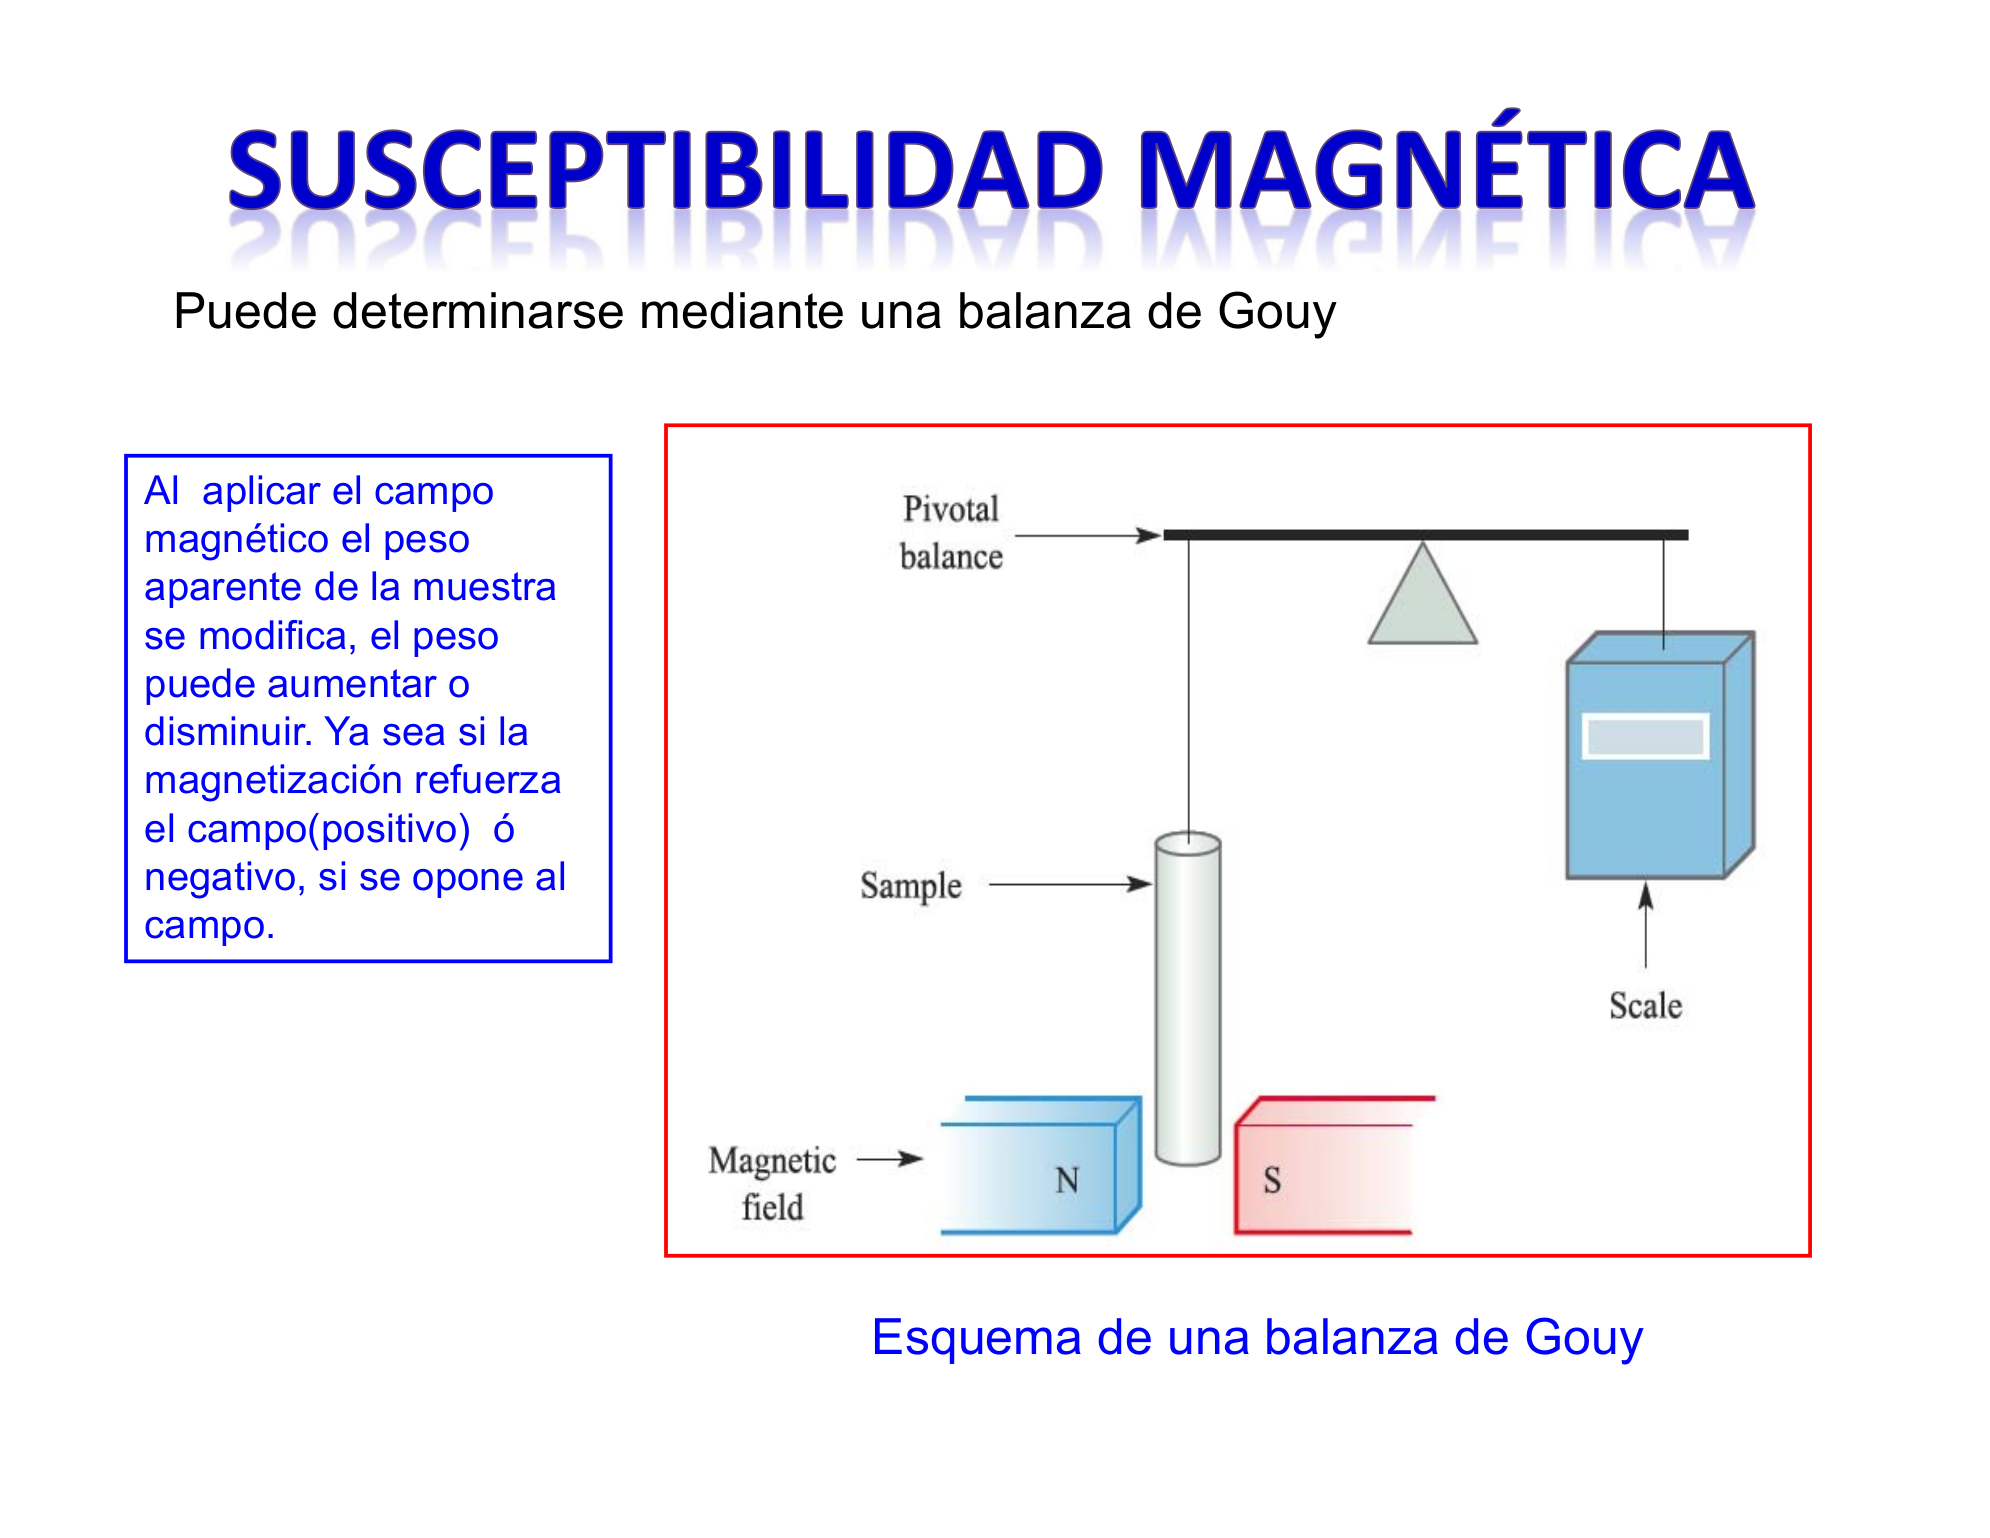 SUSCEPTIBILIDAD MAGNÉTICA
Puede determinarse mediante una balanza de Gouy
Al  aplicar el campo
magnético el peso
aparente de la muestra
se modifica, el peso
puede aumentar o
disminuir. Ya sea si la
magnetización refuerza
el campo(positivo)  ó
negativo, si se opone al
campo.
Pivotal
balance
Sample
Scale
Magnetic
field
N
S
Esquema de una balanza de Gouy